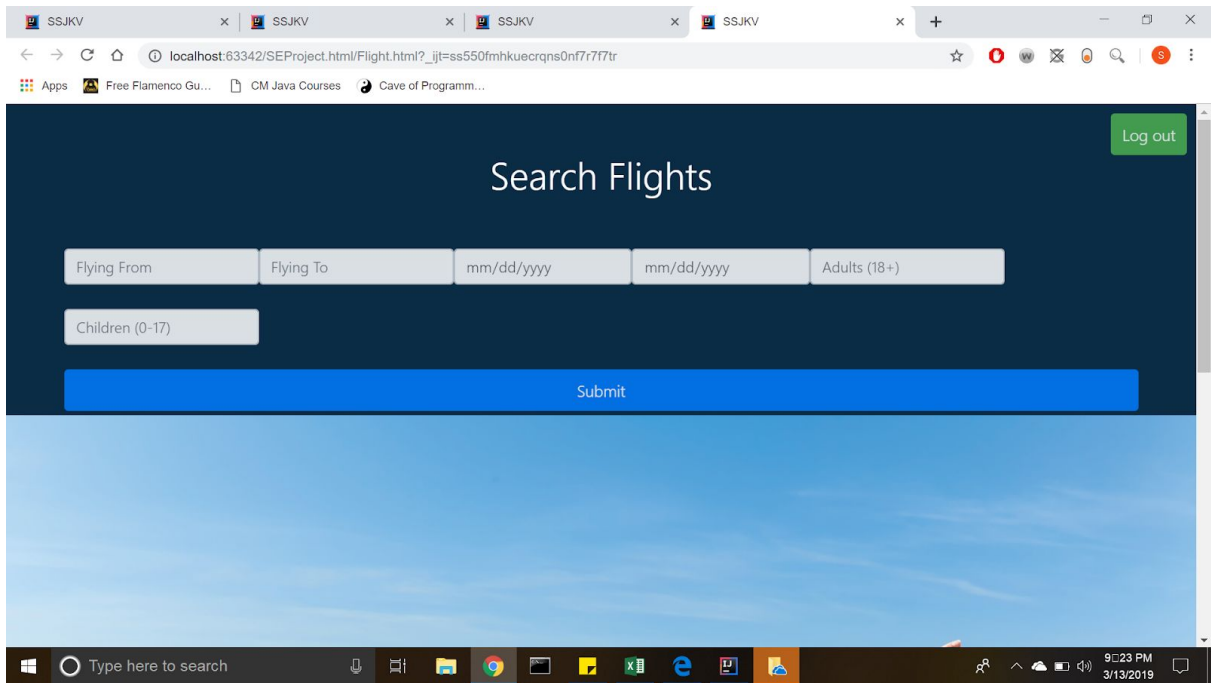 SSJKV SSJKV SSJKV SSJKV
localhost:63342/SEProject.html/Flight.html?_ijt=ss550fmhkuecrqns0nf7r7f7tr
Apps Free Flamenco Gu... CM Java Courses Cave of Programm...
Log out
Search Flights
Flying From Flying To mm/dd/yyyy mm/dd/yyyy Adults (18+)
Children (0-17)
Submit
Type here to search
9□23 PM
3/13/2019